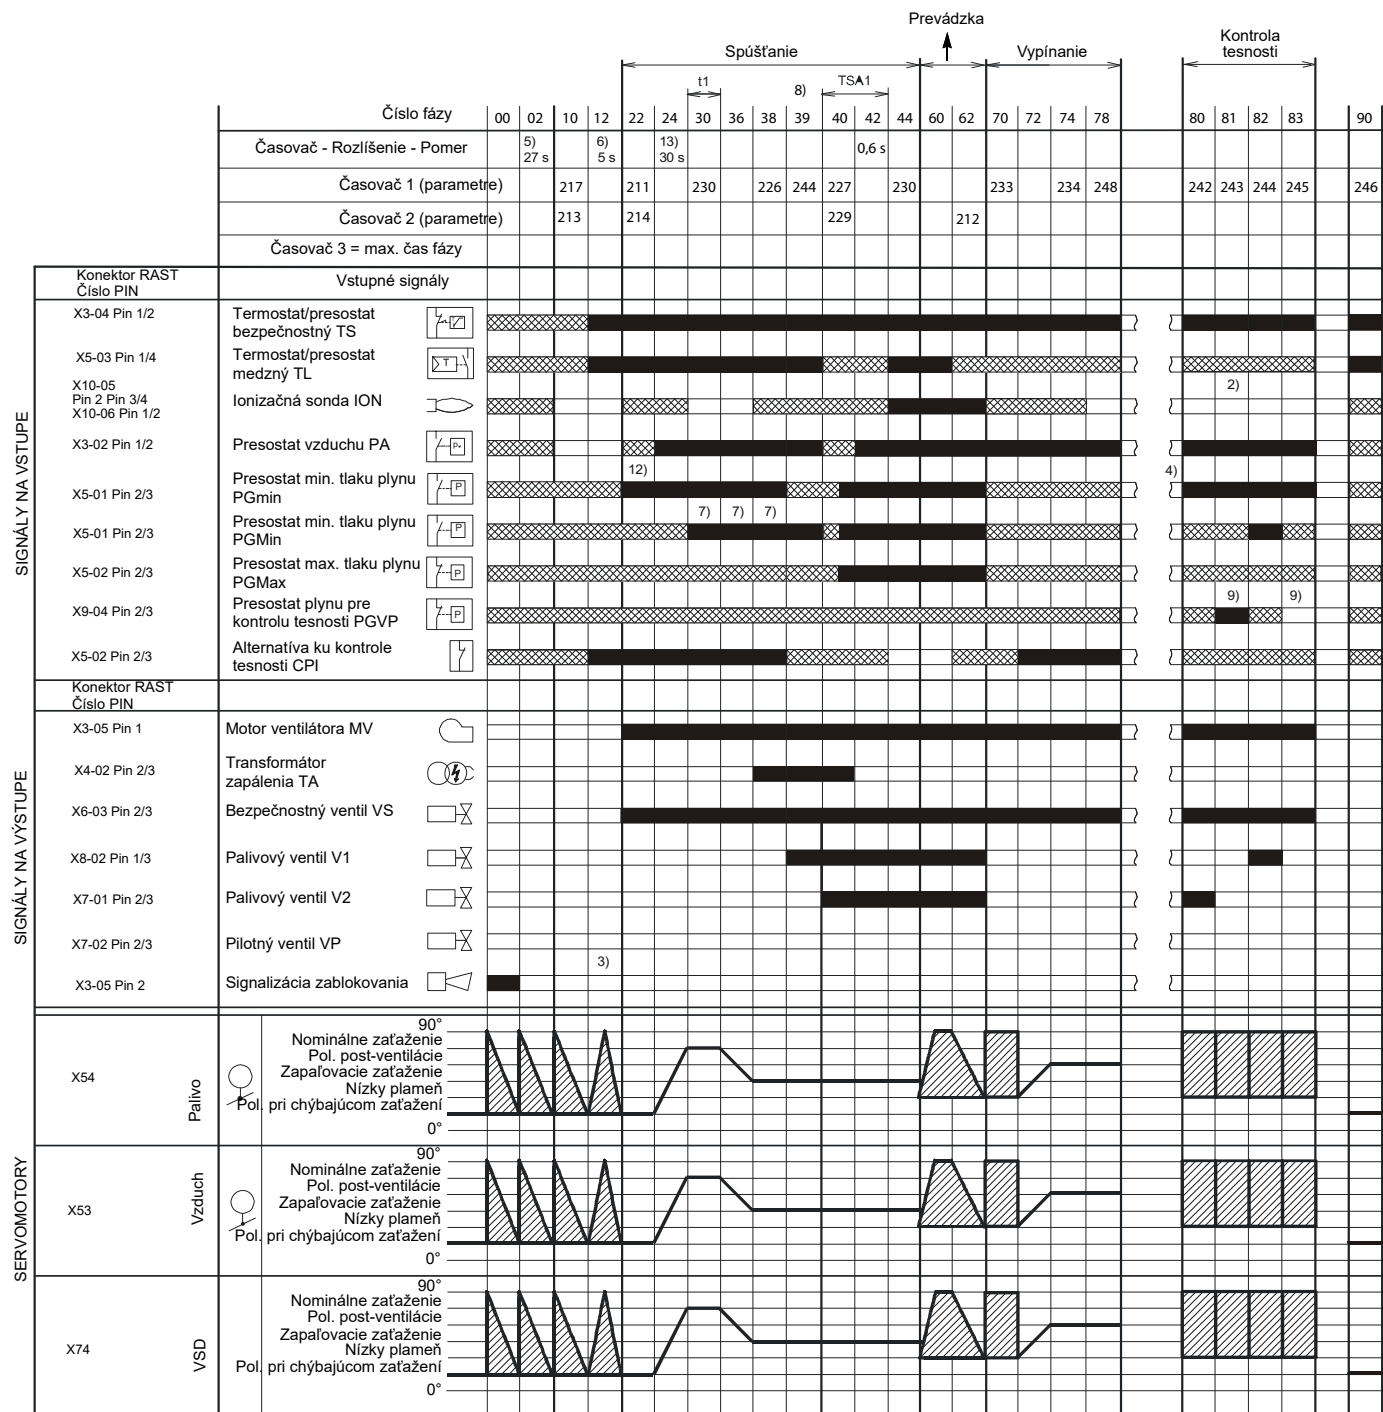 Prevádzka
Spúšťanie
Vypínanie
Kontrola
tesnosti
t1
8)
TSA1
Číslo fázy 00 02 10 12 22 24 30 36 38 39 40 42 44 60 62 70 72 74 78 80 81 82 83 90
Časovač - Rozlíšenie - Pomer 5) 27 s 6) 5 s 13) 30 s 0,6 s
Časovač 1 (parametre) 217 211 230 226 244 227 230 233 234 248 242 243 244 245 246
Časovač 2 (parametre) 213 214 229 212
Časovač 3 = max. čas fázy
Konektor RAST
Číslo PIN
Vstupné signály
SIGNÁLY NA VSTUPE
X3-04 Pin 1/2
Termostat/presostat
bezpečnostný TS
X5-03 Pin 1/4
Termostat/presostat
medzný TL
T
2)
X10-05
Pin 2 Pin 3/4
X10-06 Pin 1/2
Ionizačná sonda ION
X3-02 Pin 1/2
Presostat vzduchu PA
12)
4)
X5-01 Pin 2/3
Presostat min. tlaku plynu
PGmin
P
7) 7) 7)
X5-01 Pin 2/3
Presostat min. tlaku plynu
PGMin
P
X5-02 Pin 2/3
Presostat max. tlaku plynu
PGMax
P
9) 9)
X9-04 Pin 2/3
Presostat plynu pre
kontrolu tesnosti PGVP
P
X5-02 Pin 2/3
Alternatíva ku kontrole
tesnosti CPI
Konektor RAST
Číslo PIN
SIGNÁLY NA VÝSTUPE
X3-05 Pin 1
Motor ventilátora MV
X4-02 Pin 2/3
Transformátor
zapálenia TA
X6-03 Pin 2/3
Bezpečnostný ventil VS
X8-02 Pin 1/3
Palivový ventil V1
X7-01 Pin 2/3
Palivový ventil V2
X7-02 Pin 2/3
Pilotný ventil VP
3)
X3-05 Pin 2
Signalizácia zablokovania
SERVOMOTORY
X54
Palivo
90°
Nominálne zaťaženie
Pol. post-ventilácie
Zapaľovacie zaťaženie
Nízky plameň
Pol. pri chýbajúcom zaťažení
0°
X53
Vzduch
90°
Nominálne zaťaženie
Pol. post-ventilácie
Zapaľovacie zaťaženie
Nízky plameň
Pol. pri chýbajúcom zaťažení
0°
X74
VSD
90°
Nominálne zaťaženie
Pol. post-ventilácie
Zapaľovacie zaťaženie
Nízky plameň
Pol. pri chýbajúcom zaťažení
0°